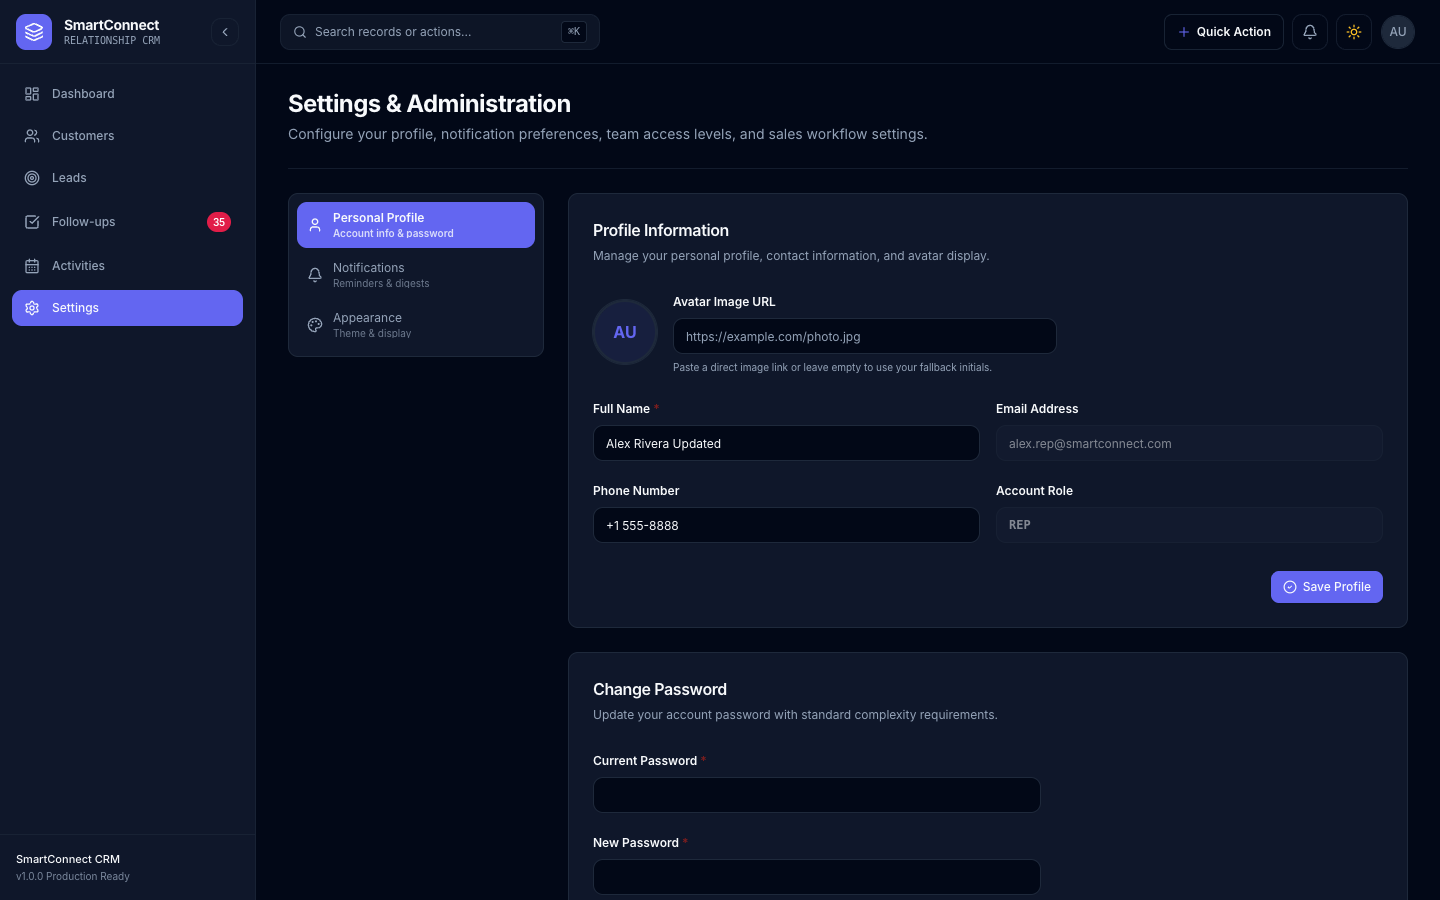 SmartConnect
RELATIONSHIP CRM
Search records or actions...
⌘K
Quick Action
AU
Dashboard
Customers
Leads
Follow-ups
35
Activities
Settings
SmartConnect CRM
v1.0.0 Production Ready
Settings & Administration
Configure your profile, notification preferences, team access levels, and sales workflow settings.
Personal Profile
Account info & password
Notifications
Reminders & digests
Appearance
Theme & display
Profile Information
Manage your personal profile, contact information, and avatar display.
AU
Avatar Image URL
https://example.com/photo.jpg
Paste a direct image link or leave empty to use your fallback initials.
Full Name *
Alex Rivera Updated
Email Address
alex.rep@smartconnect.com
Phone Number
+1 555-8888
Account Role
REP
Save Profile
Change Password
Update your account password with standard complexity requirements.
Current Password *
New Password *